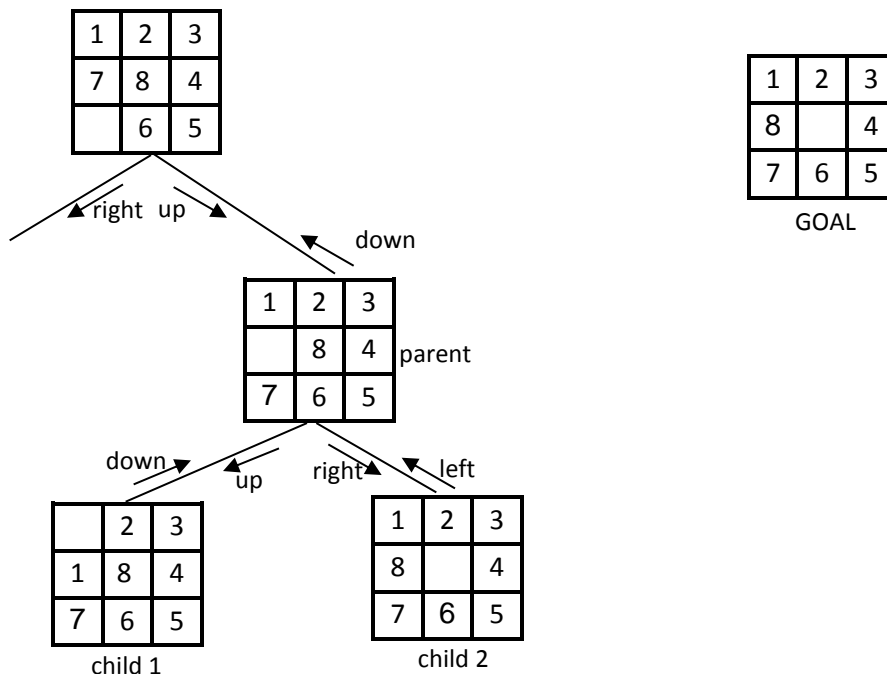 1 2 3
7 8 4
6 5
1 2 3
8 4
7 6 5
GOAL
right up
down
1 2 3
8 4
7 6 5
parent
down
up
right
left
2 3
1 8 4
7 6 5
child 1
1 2 3
8 4
7 6 5
child 2